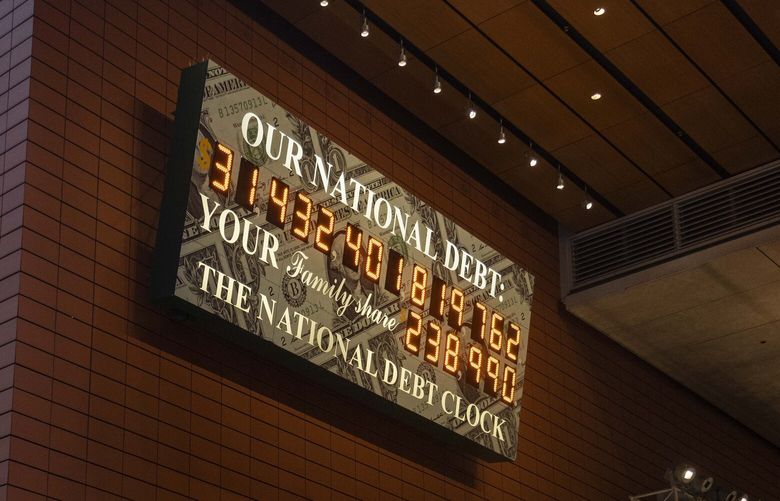 OUR NATIONAL DEBT:
$31,432,401,819,762
YOUR Family share 238,990
THE NATIONAL DEBT CLOCK